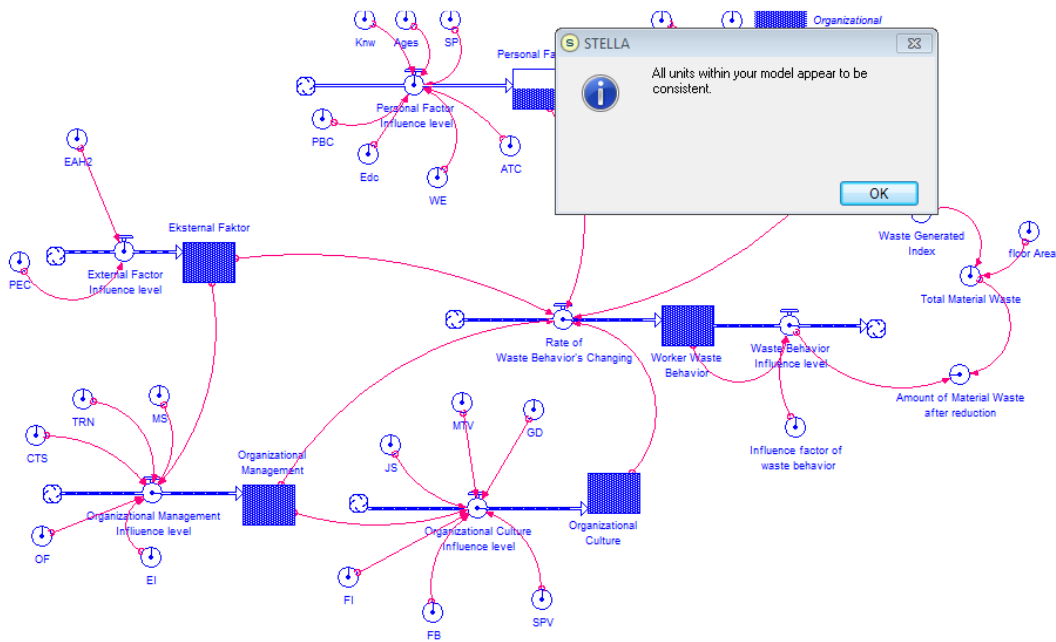 Knw
Ages
SP
Organizational
Personal Fa
STELLA
All units within your model appear to be
consistent.
OK
Personal Factor
Influence level
PBC
Edc
WE
ATC
EAH2
Eksternal Faktor
PEC
External Factor
Influence level
Waste Generated
Index
floor Area
Total Material Waste
Rate of
Waste Behavior's Changing
Worker Waste
Behavior
Waste Behavior
Influence level
Amount of Material Waste
after reduction
Influence factor of
waste behavior
TRN
MS
CTS
Organizational
Management
Organizational Management
Influence level
OF
EI
MTV
GD
JS
Organizational Culture
Influence level
Organizational
Culture
FI
FB
SPV